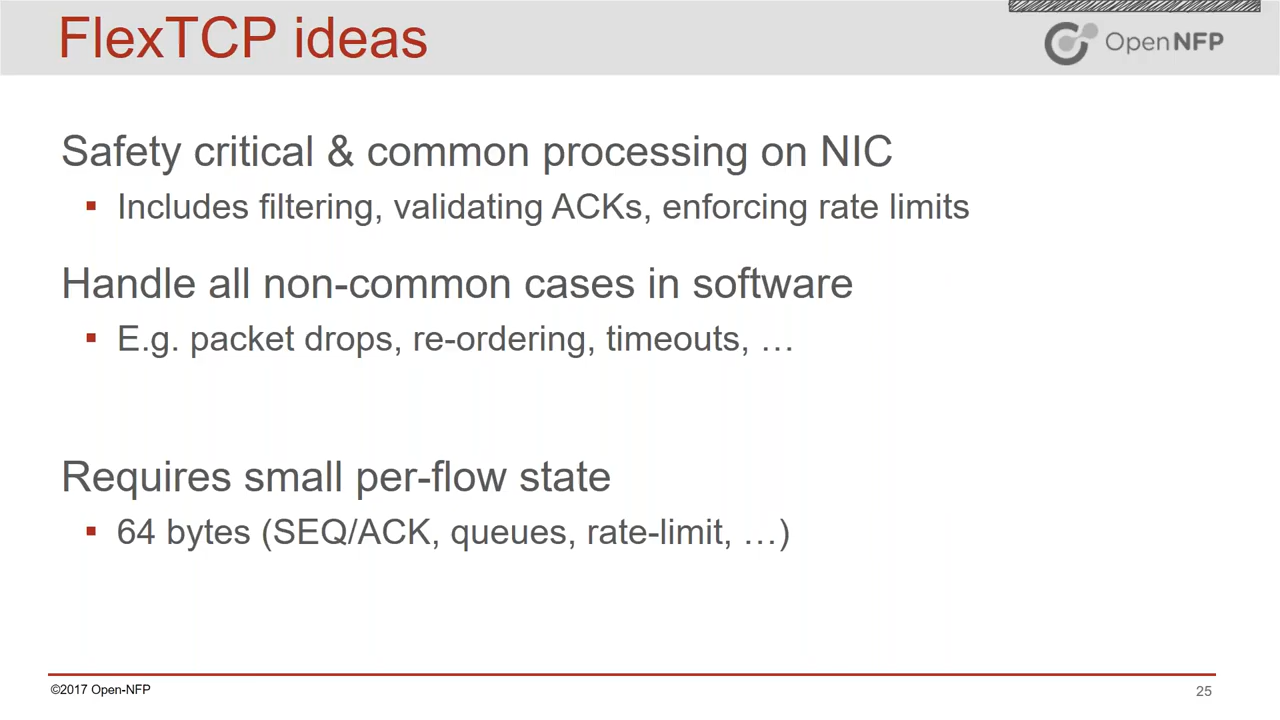 FlexTCP ideas
OpenNFP
Safety critical & common processing on NIC
▪ Includes filtering, validating ACKs, enforcing rate limits
Handle all non-common cases in software
▪ E.g. packet drops, re-ordering, timeouts, …
Requires small per-flow state
▪ 64 bytes (SEQ/ACK, queues, rate-limit, …)
©2017 Open-NFP
25